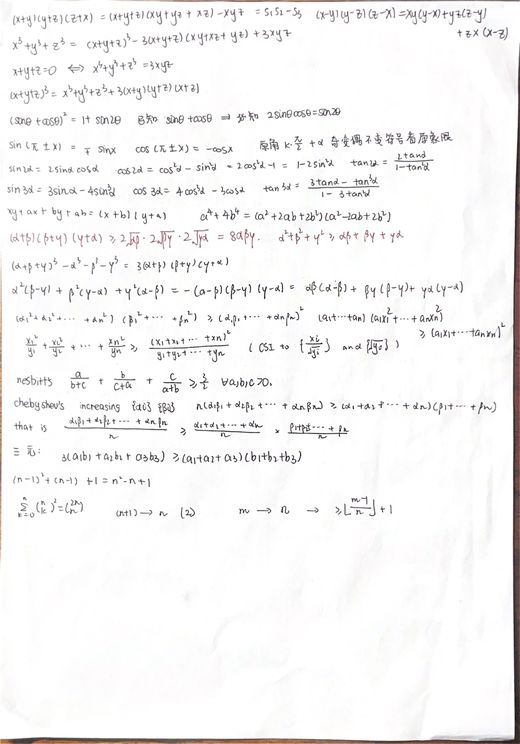 (x+y)(y+z)(z+x) = (x+y+z)(xy+yz+xz) - xyz = S₁S₂-S₃ (x-y)(y-z)(z-x) = xy(y-x)+yz(z-y)
+zx(x-z)
x³+y³+z³ = (x+y+z)³-3(x+y+z)(xy+xz+yz)+3xyz
x+y+z=0 ⟺ x³+y³+z³=3xyz
(x+y+z)³ = x³+y³+z³+3(x+y)(y+z)(x+z)
(sinθ+cosθ)² = 1+sin2θ 已知 sinθ+cosθ ⇒ 必知 2sinθcosθ=sin2θ
sin(π±x) = ∓sinx cos(π±x) = -cosx 原角 k·π/2+α 奇变偶不变符号看原象限
sin2α = 2sinαcosα cos2α = cos²α-sin²α = 2cos²α-1 = 1-2sin²α tan2α = 2tanα/(1-tan²α)
sin3α = 3sinα-4sin³α cos3α = 4cos³α-3cosα tan3α = (3tanα-tan³α)/(1-3tan²α)
xy+ax+by+ab = (x+b)(y+a) a⁴+4b⁴ = (a²+2ab+2b²)(a²-2ab+2b²)
(α+β)(β+γ)(γ+α) ≥ 2√αβ·2√βγ·2√γα = 8αβγ. α²+β²+γ² ≥ αβ+βγ+γα
(α+β+γ)³-α³-β³-γ³ = 3(α+β)(β+γ)(γ+α)
α²(β-γ)+β²(γ-α)+γ²(α-β) = -(α-β)(β-γ)(γ-α) = αβ(α-β)+βγ(β-γ)+γα(γ-α)
(α₁²+α₂²+⋯+αn²)(β₁²+⋯+βn²) ≥ (α₁β₁+⋯+αnβn)² (a₁+⋯+an)(a₁x₁²+⋯+anxn²)
≥ (a₁x₁+⋯+anxn)²
x₁²/y₁+x₂²/y₂+⋯+xn²/yn ≥ (x₁+x₂+⋯+xn)²/(y₁+y₂+⋯+yn) (CSI to {xi/√yi} and {√yi})
nesbitt's a/(b+c) + b/(c+a) + c/(a+b) ≥ 3/2 ∀a,b,c>0.
chebyshev's increasing {αi} {βi} n(α₁β₁+α₂β₂+⋯+αnβn) ≥ (α₁+α₂+⋯+αn)(β₁+⋯+βn)
that is (α₁β₁+α₂β₂+⋯+αnβn)/n ≥ (α₁+α₂+⋯+αn)/n × (β₁+β₂+⋯+βn)/n
三元: 3(a₁b₁+a₂b₂+a₃b₃) ≥ (a₁+a₂+a₃)(b₁+b₂+b₃)
(n-1)²+(n-1)+1 = n²-n+1
∑_{k=0}^{n} (n k)² = (2n n) (n+1) → n (2) m → n → ≥ ⌊(m-1)/n⌋+1